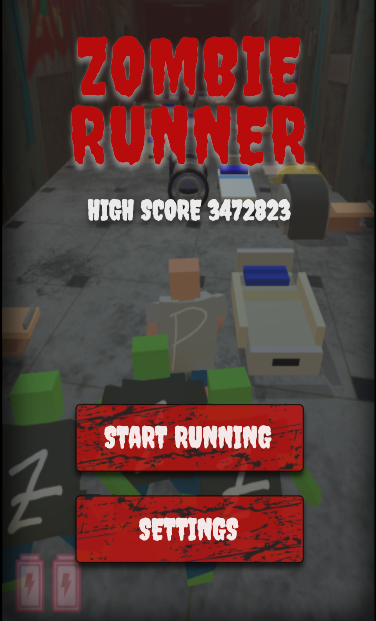 ZOMBIE
RUNNER
HIGH SCORE 3472823
P
START RUNNING
Z
SETTINGS